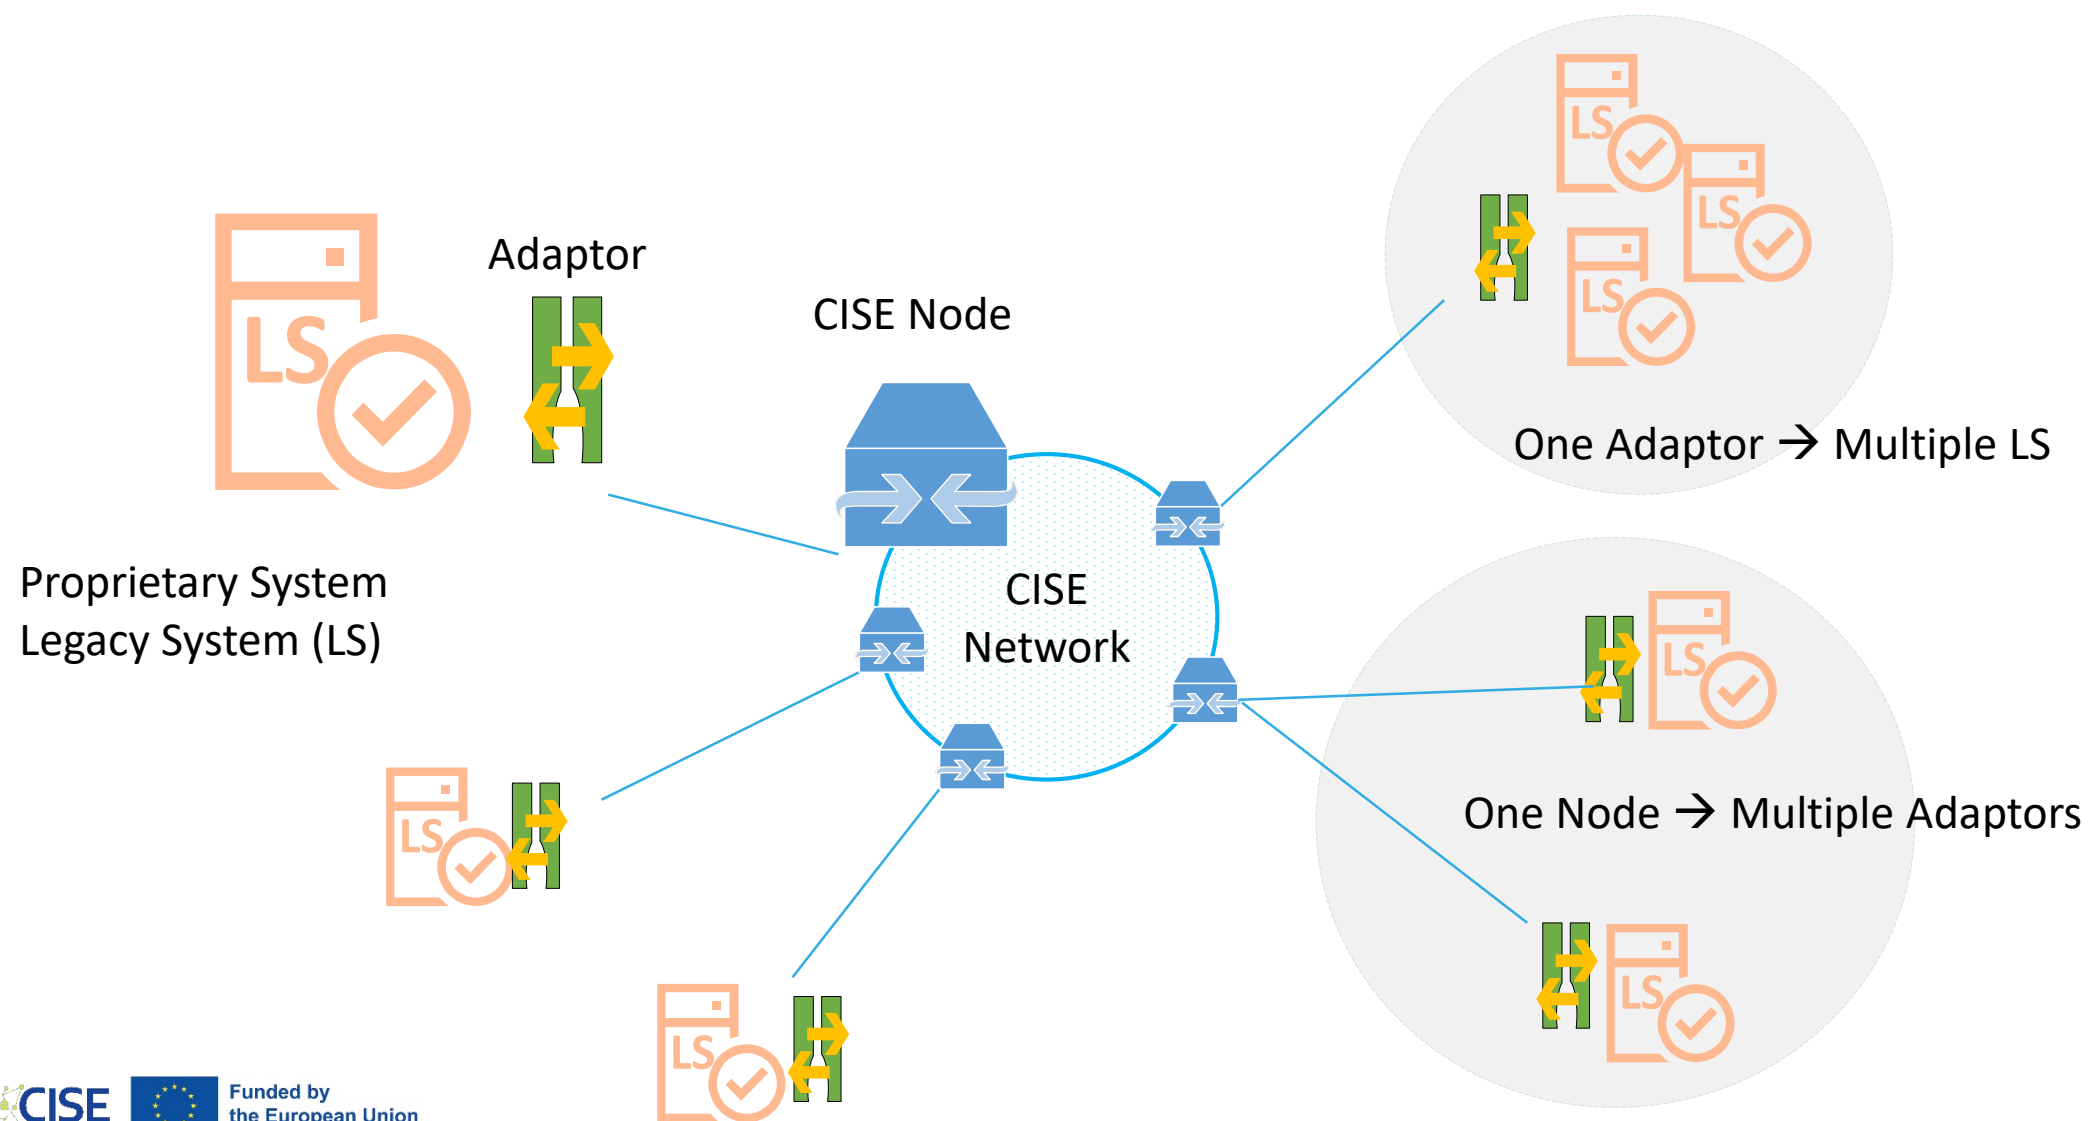 LS
LS
LS
LS
Adaptor
CISE Node
One Adaptor → Multiple LS
Proprietary System
Legacy System (LS)
CISE
Network
LS
One Node → Multiple Adaptors
LS
LS
LS
CISE
Funded by
the European Union